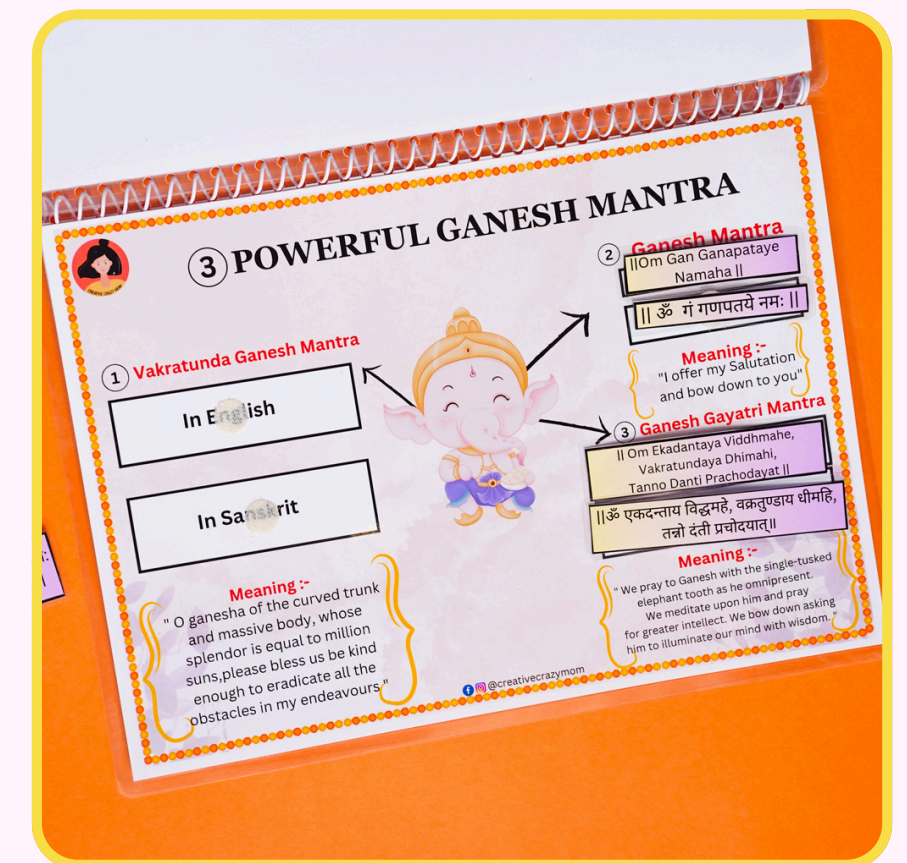 3 POWERFUL GANESH MANTRA
CREATIVE CRAZY MOM
1 Vakratunda Ganesh Mantra
In English
In Sanskrit
Meaning :-
" O ganesha of the curved trunk
and massive body, whose
splendor is equal to million
suns,please bless us be kind
enough to eradicate all the
obstacles in my endeavours."
2 Ganesh Mantra
||Om Gan Ganapataye
Namaha ||
|| ॐ गं गणपतये नमः ||
Meaning :-
"I offer my Salutation
and bow down to you"
3 Ganesh Gayatri Mantra
|| Om Ekadantaya Viddhmahe,
Vakratundaya Dhimahi,
Tanno Danti Prachodayat ||
||ॐ एकदन्ताय विद्धमहे, वक्रतुण्डाय धीमहि,
तन्नो दंती प्रचोदयात्॥
Meaning :-
" We pray to Ganesh with the single-tusked
elephant tooth as he omnipresent.
We meditate upon him and pray
for greater intellect. We bow down asking
him to illuminate our mind with wisdom. "
@creativecrazymom